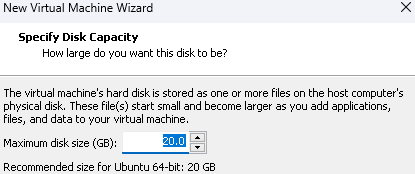 New Virtual Machine Wizard
Specify Disk Capacity
How large do you want this disk to be?
The virtual machine's hard disk is stored as one or more files on the host computer's
physical disk. These file(s) start small and become larger as you add applications,
files, and data to your virtual machine.
Maximum disk size (GB): 20.0
Recommended size for Ubuntu 64-bit: 20 GB